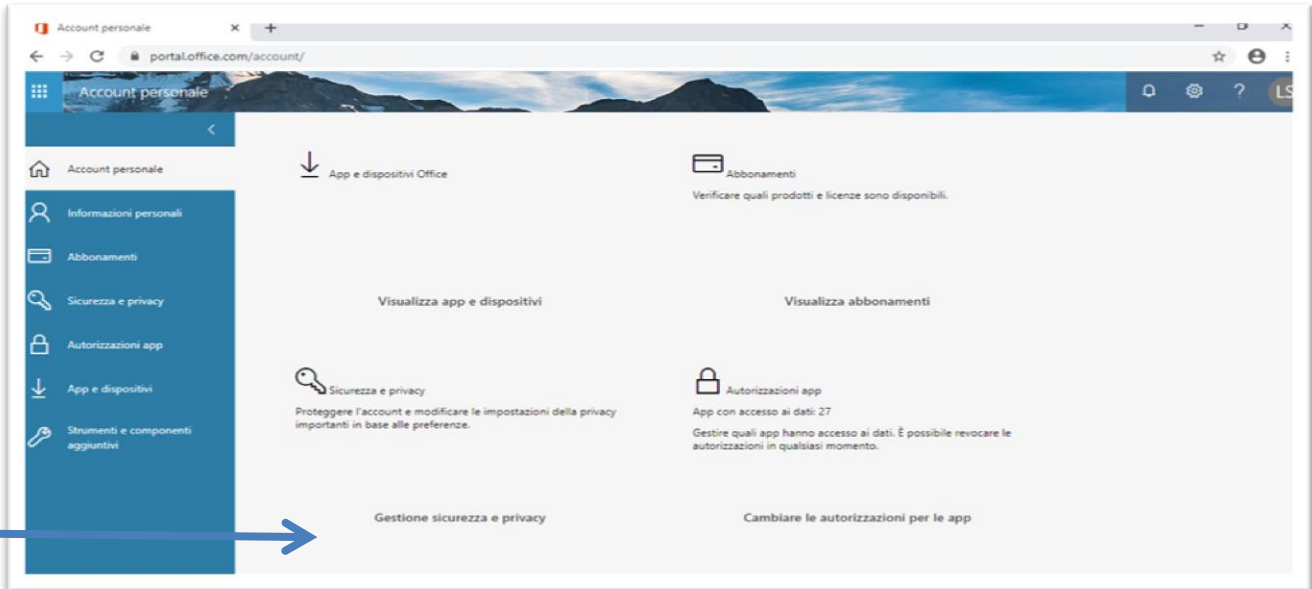 Account personale
portal.office.com/account/
Account personale
LS
Account personale
Informazioni personali
Abbonamenti
Sicurezza e privacy
Autorizzazioni app
App e dispositivi
Strumenti e componenti
aggiuntivi
App e dispositivi Office
Visualizza app e dispositivi
Abbonamenti
Verificare quali prodotti e licenze sono disponibili.
Visualizza abbonamenti
Sicurezza e privacy
Proteggere l'account e modificare le impostazioni della privacy
importanti in base alle preferenze.
Gestione sicurezza e privacy
Autorizzazioni app
App con accesso ai dati: 27
Gestire quali app hanno accesso ai dati. É possibile revocare le
autorizzazioni in qualsiasi momento.
Cambiare le autorizzazioni per le app